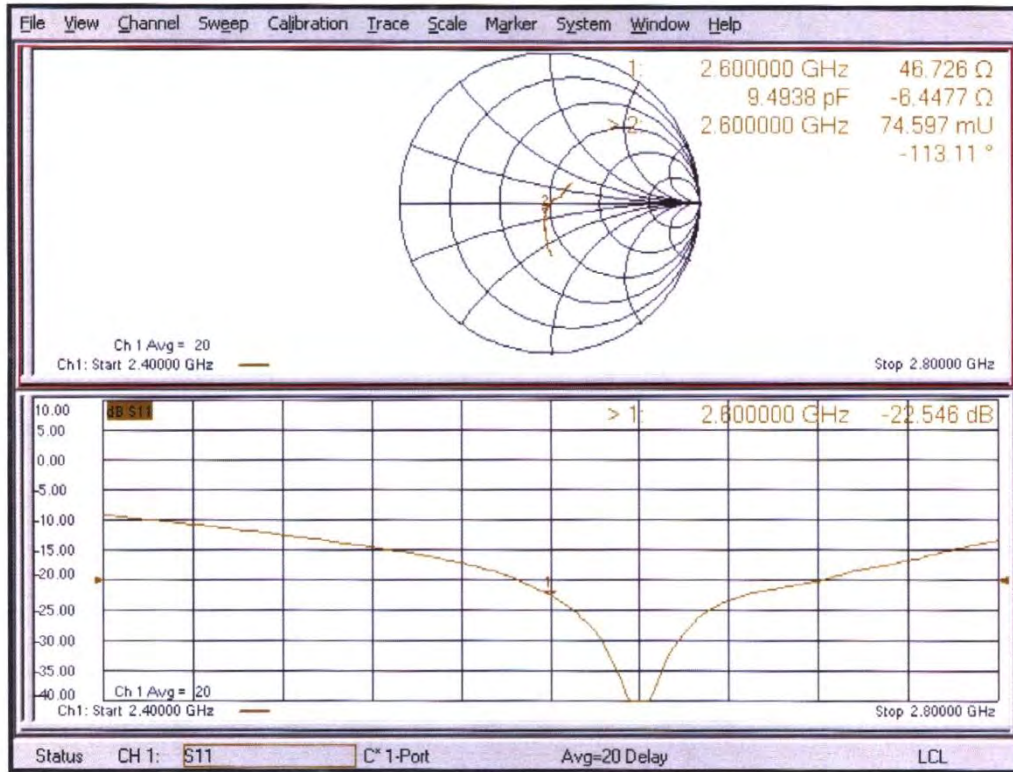 File View Channel Sweep Calibration Trace Scale Marker System Window Help
1: 2.600000 GHz 46.726 Ω
9.4938 pF -6.4477 Ω
> 2: 2.600000 GHz 74.597 mU
-113.11 °
2
Ch 1 Avg = 20
Ch1: Start 2.40000 GHz Stop 2.80000 GHz
10.00 dB S11 > 1: 2.600000 GHz -22.546 dB
5.00
0.00
-5.00
-10.00
-15.00
-20.00
1
-25.00
-30.00
-35.00
-40.00
Ch 1 Avg = 20
Ch1: Start 2.40000 GHz Stop 2.80000 GHz
Status CH 1: S11 C* 1-Port Avg=20 Delay LCL